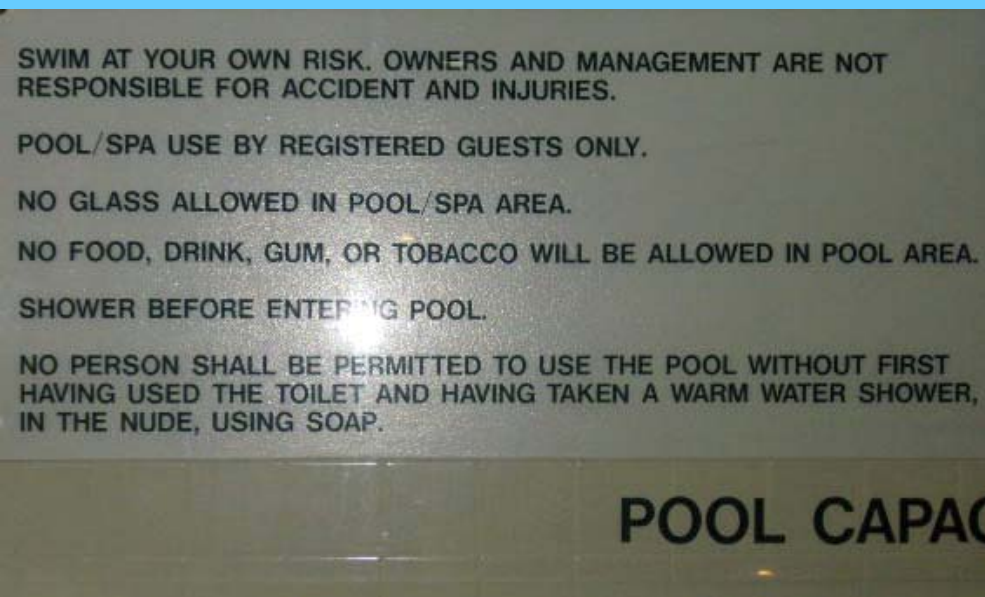 SWIM AT YOUR OWN RISK. OWNERS AND MANAGEMENT ARE NOT
RESPONSIBLE FOR ACCIDENT AND INJURIES.
POOL/SPA USE BY REGISTERED GUESTS ONLY.
NO GLASS ALLOWED IN POOL/SPA AREA.
NO FOOD, DRINK, GUM, OR TOBACCO WILL BE ALLOWED IN POOL AREA.
SHOWER BEFORE ENTERING POOL.
NO PERSON SHALL BE PERMITTED TO USE THE POOL WITHOUT FIRST
HAVING USED THE TOILET AND HAVING TAKEN A WARM WATER SHOWER,
IN THE NUDE, USING SOAP.
POOL CAPAC